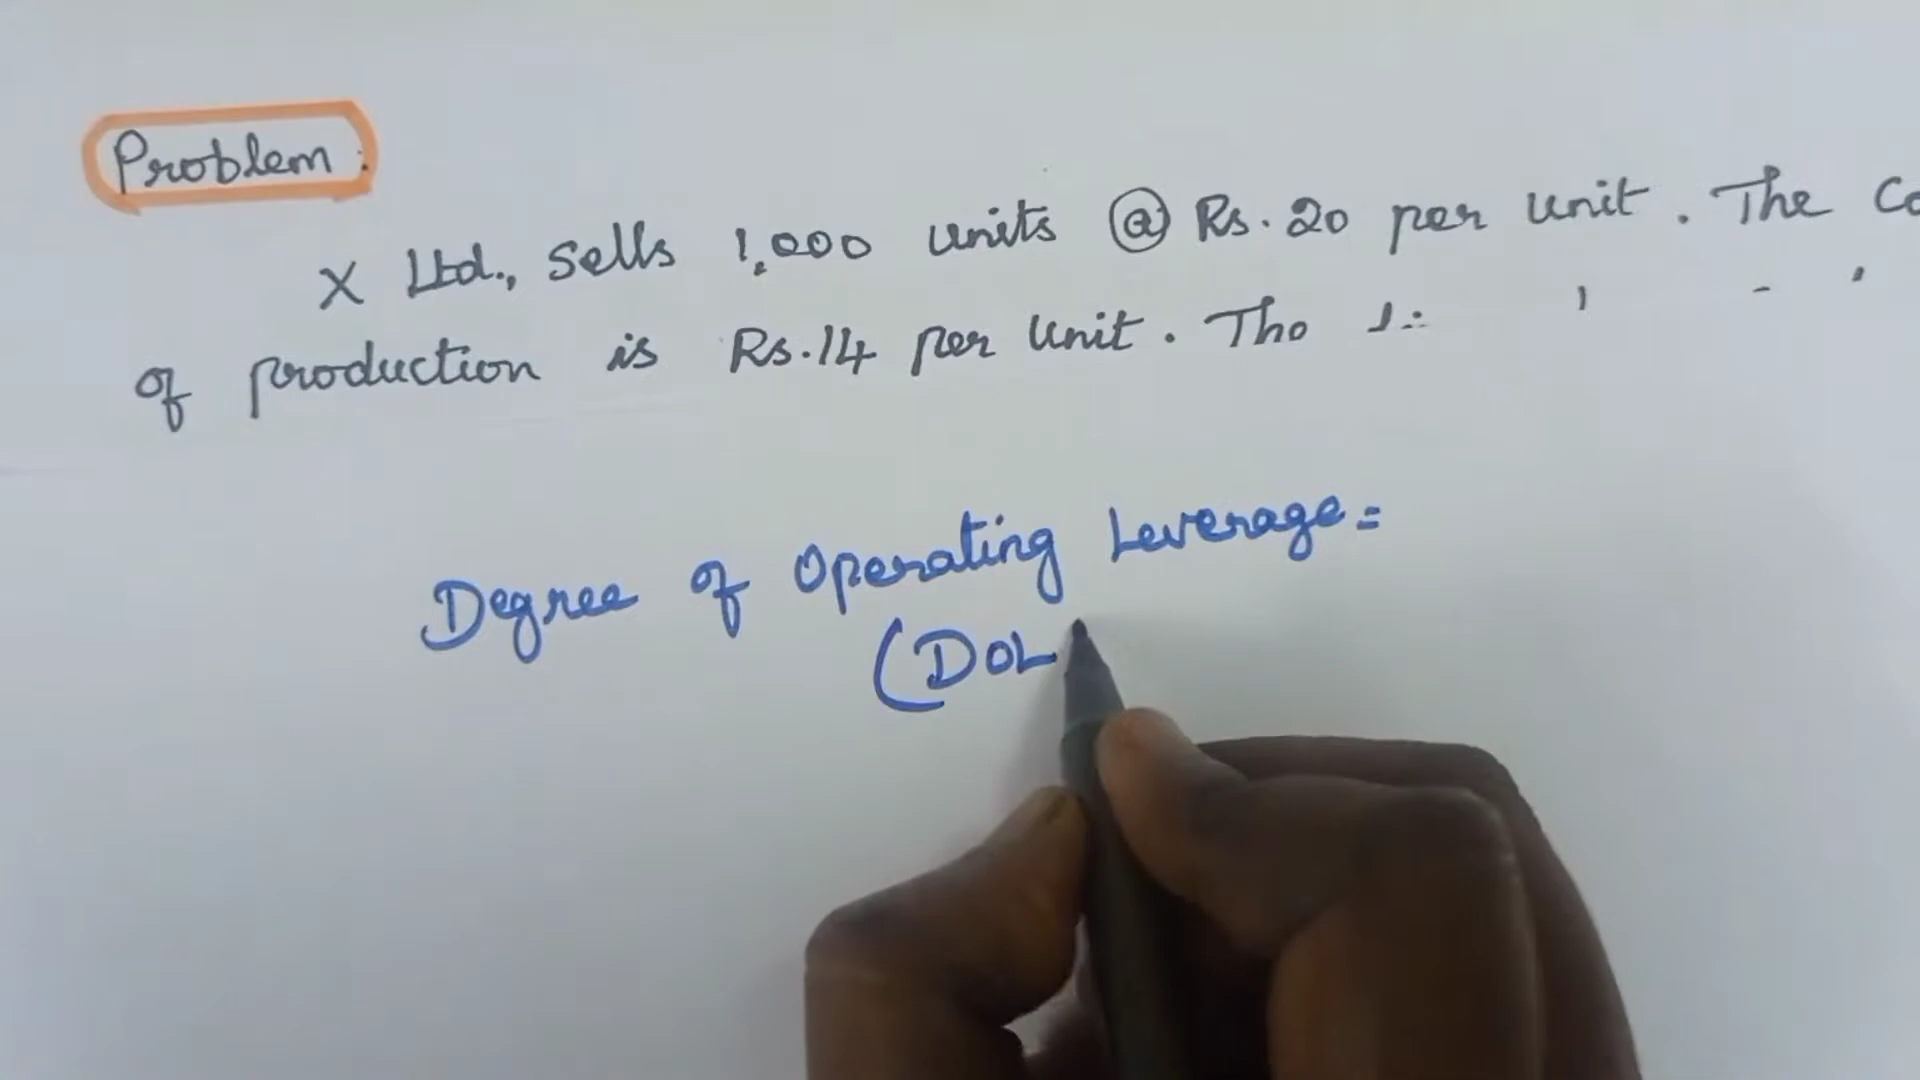 Problem:
X Ltd., sells 1,000 units @ Rs. 20 per unit. The Co
of production is Rs. 14 per unit. The
Degree of Operating Leverage =
(DOL